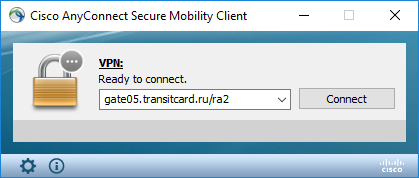 Cisco AnyConnect Secure Mobility Client
VPN:
Ready to connect.
gate05.transitcard.ru/ra2
Connect
cisco